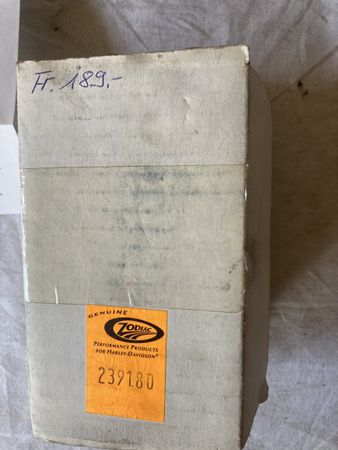 Fr. 189.-
GENUINE
ZODIAC
PERFORMANCE PRODUCTS
FOR HARLEY-DAVIDSON®
239180